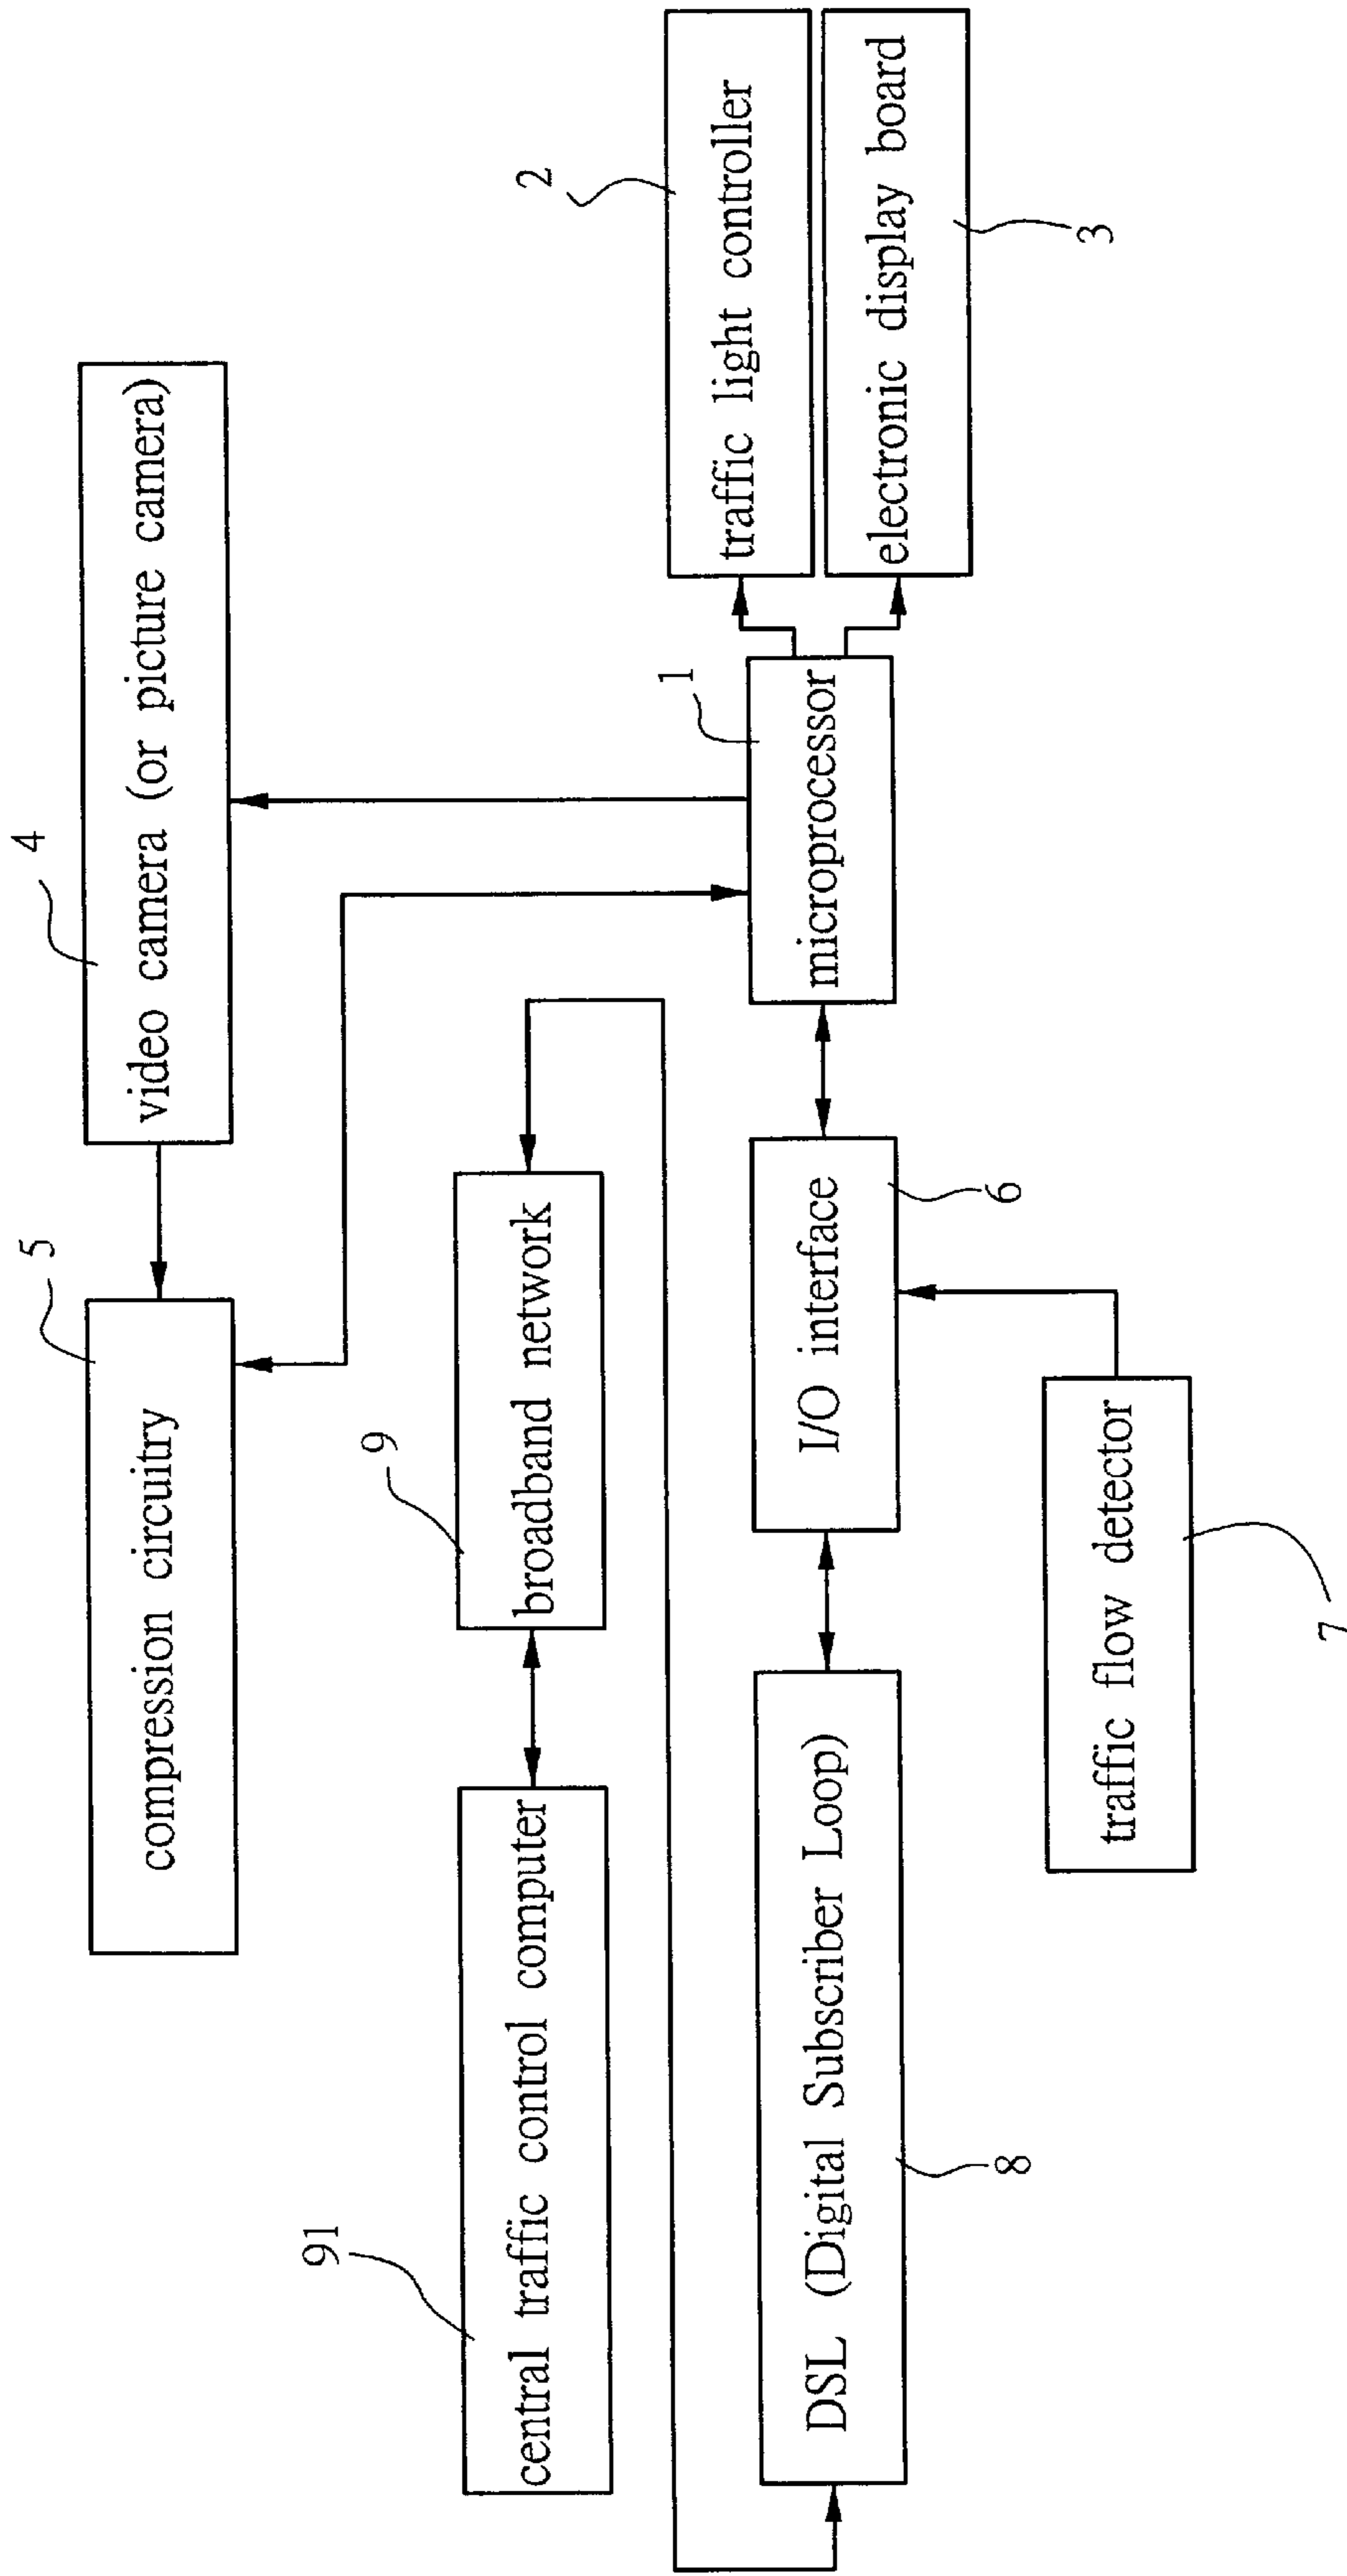 4
video camera (or picture camera)
5
compression circuitry
9
broadband network
91
central traffic control computer
2
traffic light controller
3
electronic display board
1
microprocessor
6
I/O interface
8
DSL (Digital Subscriber Loop)
7
traffic flow detector